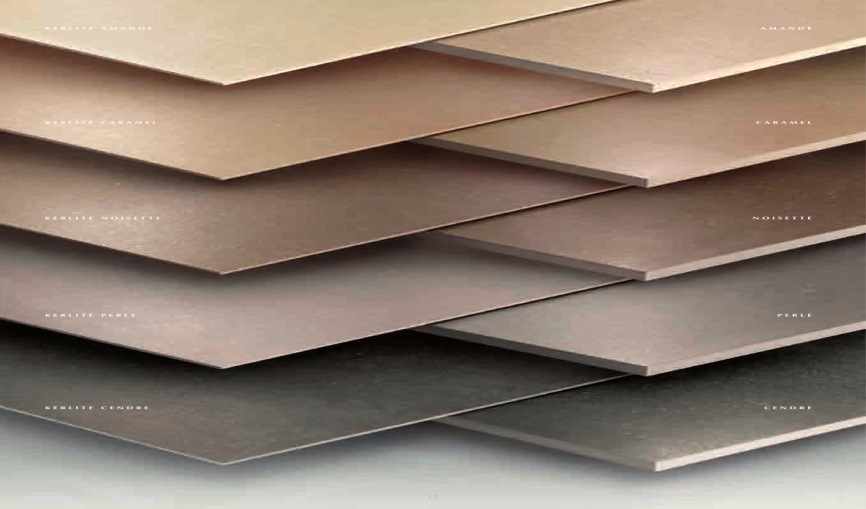 KERLITE AMANDE
AMANDE
KERLITE CARAMEL
CARAMEL
KERLITE NOISETTE
NOISETTE
KERLITE PERLE
PERLE
KERLITE CENDRE
CENDRE